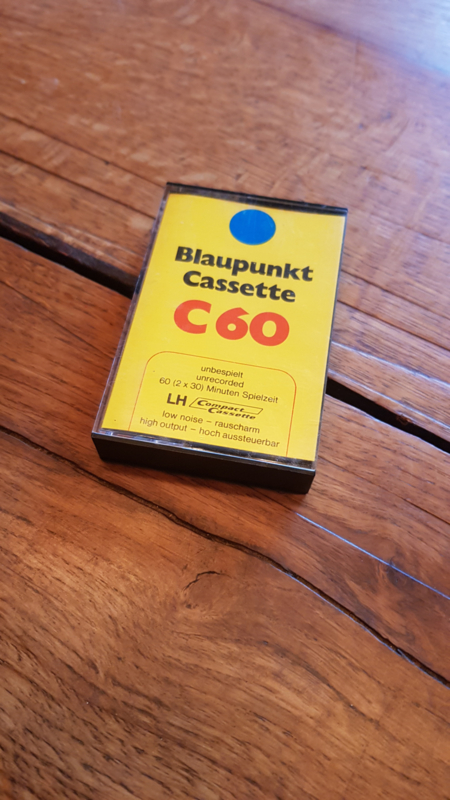 Blaupunkt
Cassette
C60
unbespielt
unrecorded
60 (2 x 30) Minuten Spielzeit
LH Compact Cassette
low noise – rauscharm
high output – hoch aussteuerbar